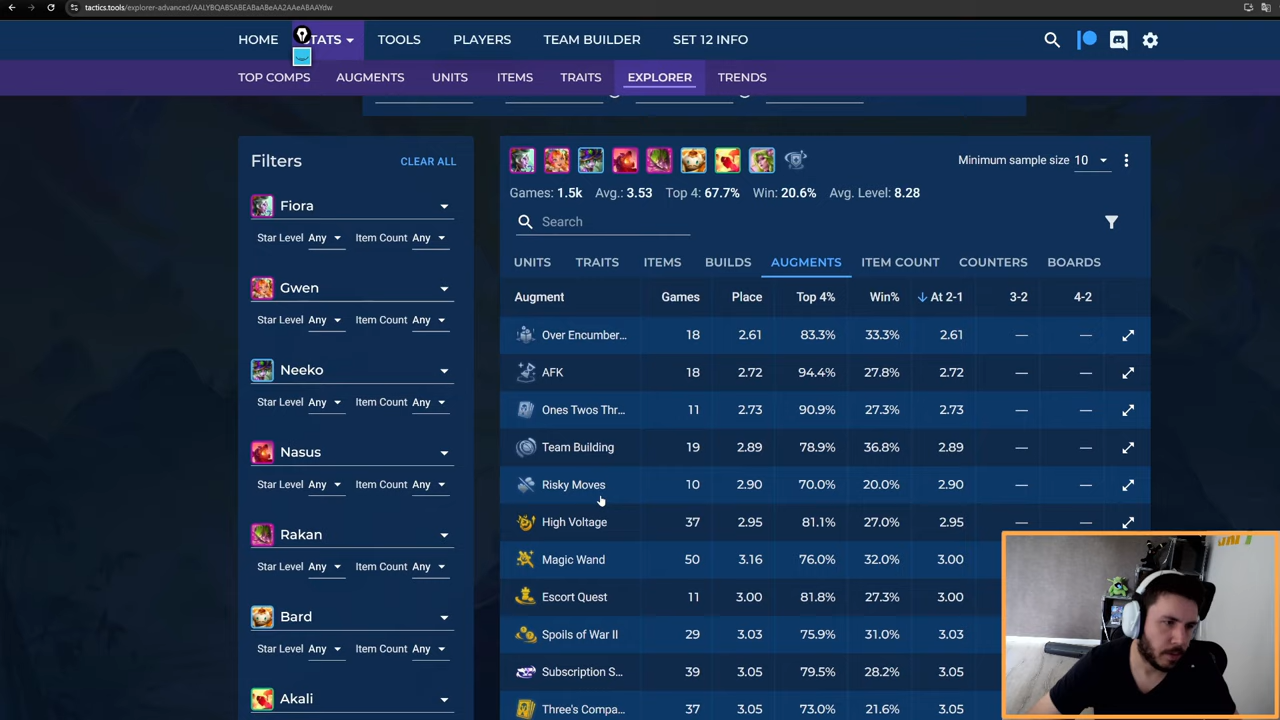 tactics.tools/explorer-advanced/AALYBQABSABEABaABeAA2AAeABAAYdw
HOME
TATS
TOOLS
PLAYERS
TEAM BUILDER
SET 12 INFO
TOP COMPS
AUGMENTS
UNITS
ITEMS
TRAITS
EXPLORER
TRENDS
Filters
CLEAR ALL
Fiora
Star Level Any Item Count Any
Gwen
Star Level Any Item Count Any
Neeko
Star Level Any Item Count Any
Nasus
Star Level Any Item Count Any
Rakan
Star Level Any Item Count Any
Bard
Star Level Any Item Count Any
Akali
Minimum sample size 10
Games: 1.5k Avg.: 3.53 Top 4: 67.7% Win: 20.6% Avg. Level: 8.28
Search
UNITS TRAITS ITEMS BUILDS AUGMENTS ITEM COUNT COUNTERS BOARDS
Augment Games Place Top 4% Win% At 2-1 3-2 4-2
Over Encumber... 18 2.61 83.3% 33.3% 2.61 — —
AFK 18 2.72 94.4% 27.8% 2.72 — —
Ones Twos Thr... 11 2.73 90.9% 27.3% 2.73 — —
Team Building 19 2.89 78.9% 36.8% 2.89 — —
Risky Moves 10 2.90 70.0% 20.0% 2.90 — —
High Voltage 37 2.95 81.1% 27.0% 2.95 — —
Magic Wand 50 3.16 76.0% 32.0% 3.00
Escort Quest 11 3.00 81.8% 27.3% 3.00
Spoils of War II 29 3.03 75.9% 31.0% 3.03
Subscription S... 39 3.05 79.5% 28.2% 3.05
Three's Compa... 37 3.05 73.0% 21.6% 3.05